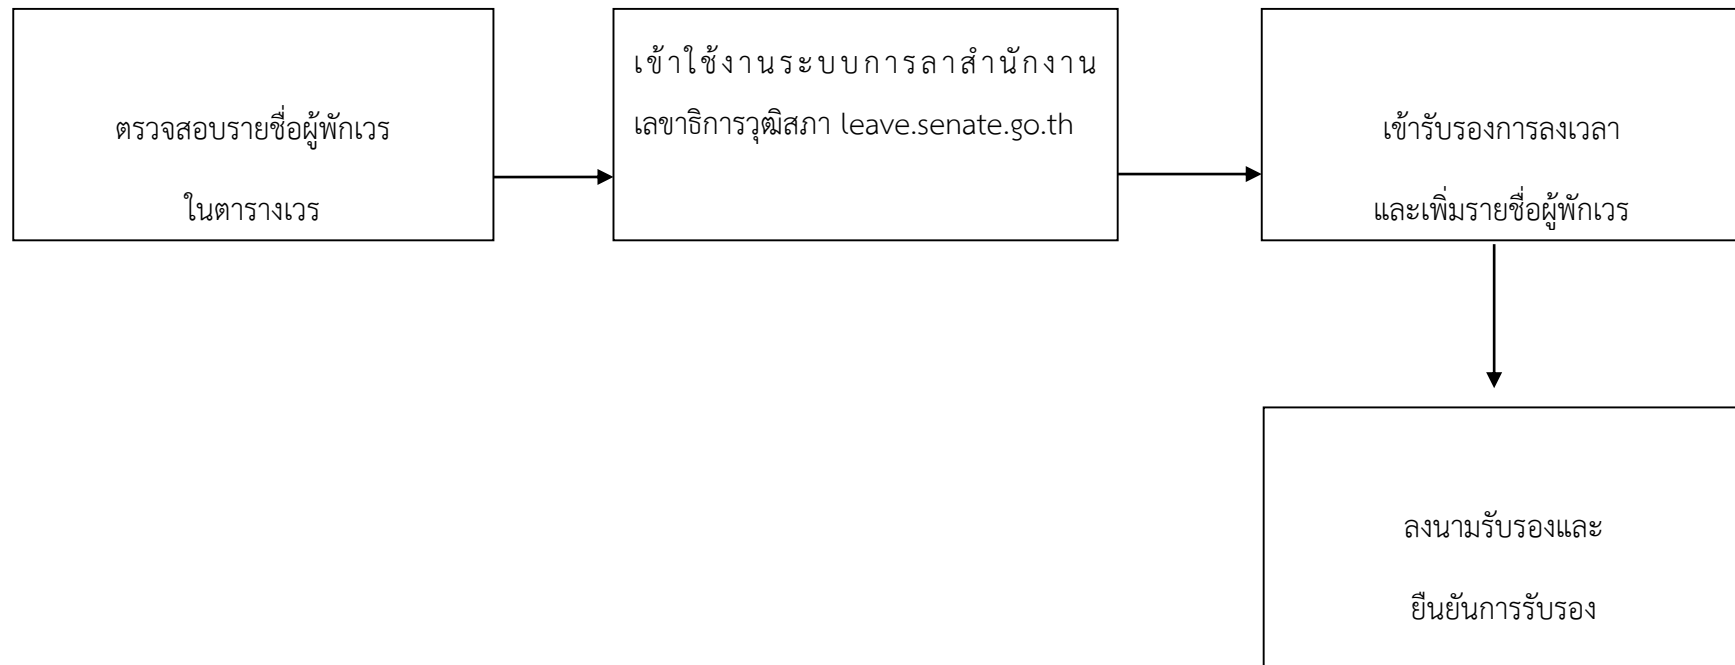 ตรวจสอบรายชื่อผู้พักเวร
ในตารางเวร
เข้าใช้งานระบบการลาสำนักงาน
เลขาธิการวุฒิสภา leave.senate.go.th
เข้ารับรองการลงเวลา
และเพิ่มรายชื่อผู้พักเวร
ลงนามรับรองและ
ยืนยันการรับรอง